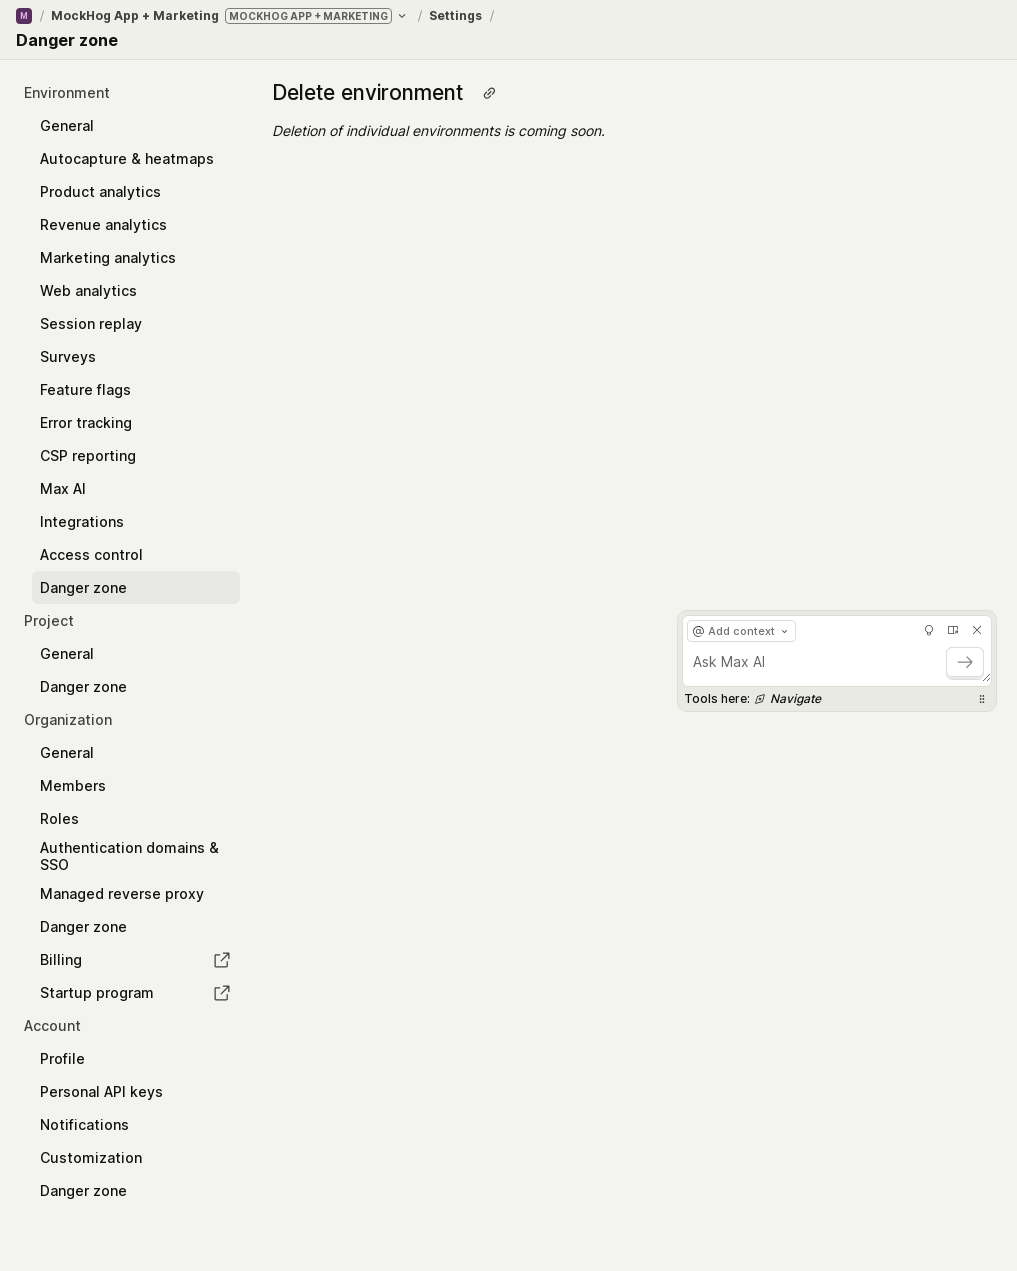 M / MockHog App + Marketing MOCKHOG APP + MARKETING / Settings /
Danger zone
Environment
General
Autocapture & heatmaps
Product analytics
Revenue analytics
Marketing analytics
Web analytics
Session replay
Surveys
Feature flags
Error tracking
CSP reporting
Max AI
Integrations
Access control
Danger zone
Project
General
Danger zone
Organization
General
Members
Roles
Authentication domains &
SSO
Managed reverse proxy
Danger zone
Billing
Startup program
Account
Profile
Personal API keys
Notifications
Customization
Danger zone
Delete environment
Deletion of individual environments is coming soon.
@ Add context
Ask Max AI
Tools here: Navigate